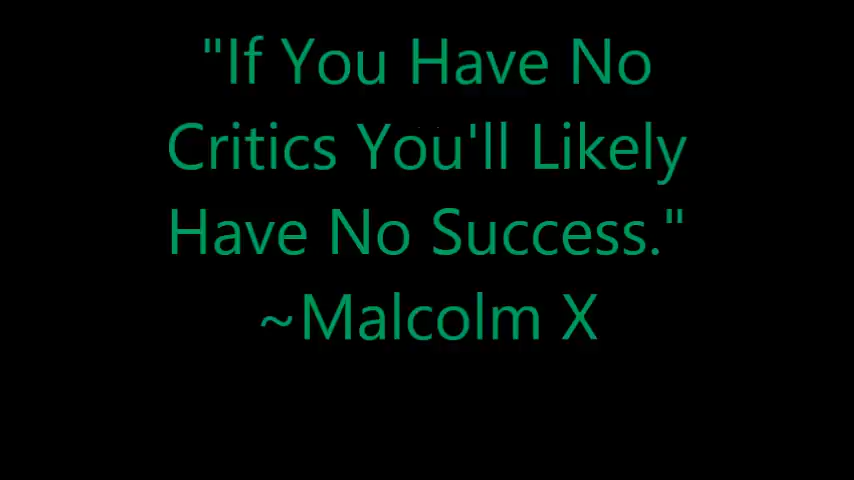 "If You Have No
Critics You'll Likely
Have No Success."
~Malcolm X